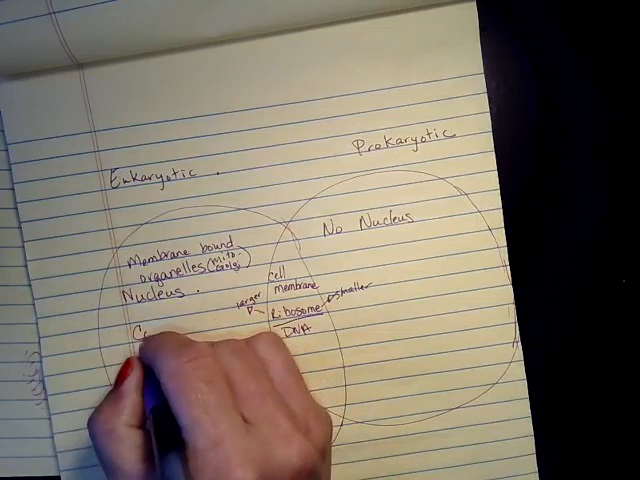 Prokaryotic
Eukaryotic .
No Nucleus
Membrane bound
organelles (Mito-
Golgi)
Nucleus .
cell
membrane
larger
smaller
Ribosome
DNA